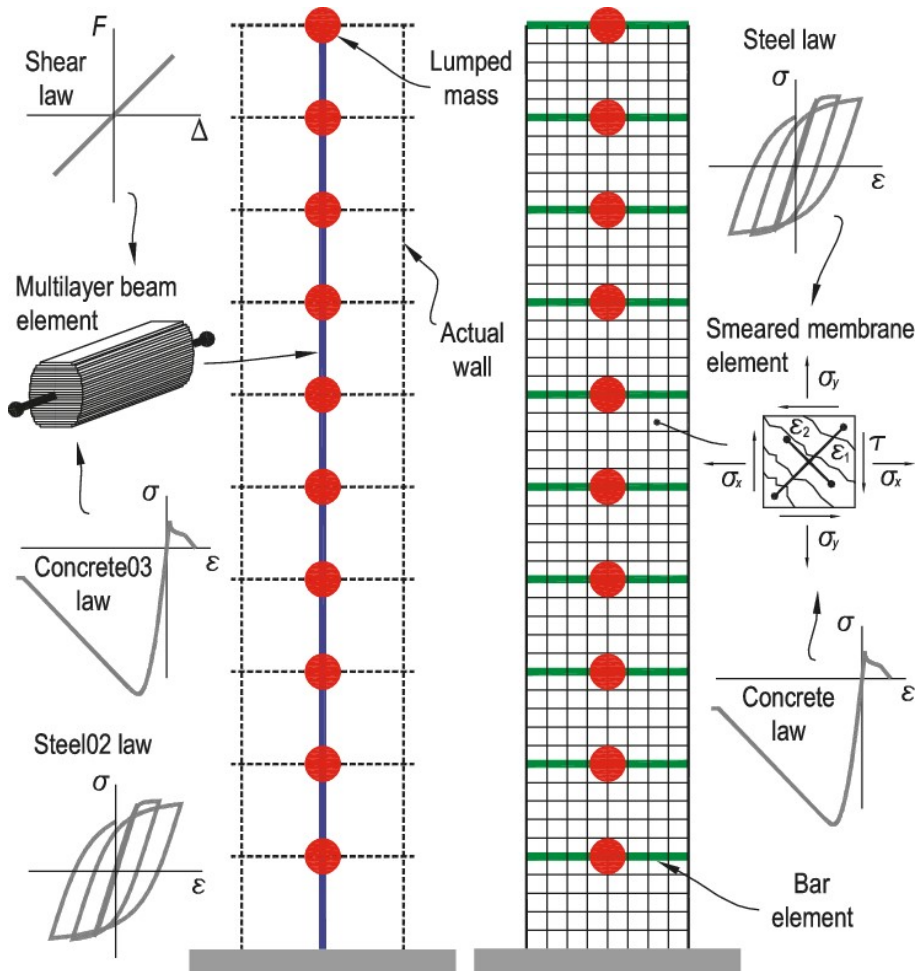 F
Shear
law
Δ
Lumped
mass
Steel law
σ
ε
Multilayer beam
element
Actual
wall
Smeared membrane
element
σy
ε2
ε1
τ
σx
σx
σy
σ
ε
Concrete03
law
σ
ε
Concrete
law
Steel02 law
σ
ε
Bar
element